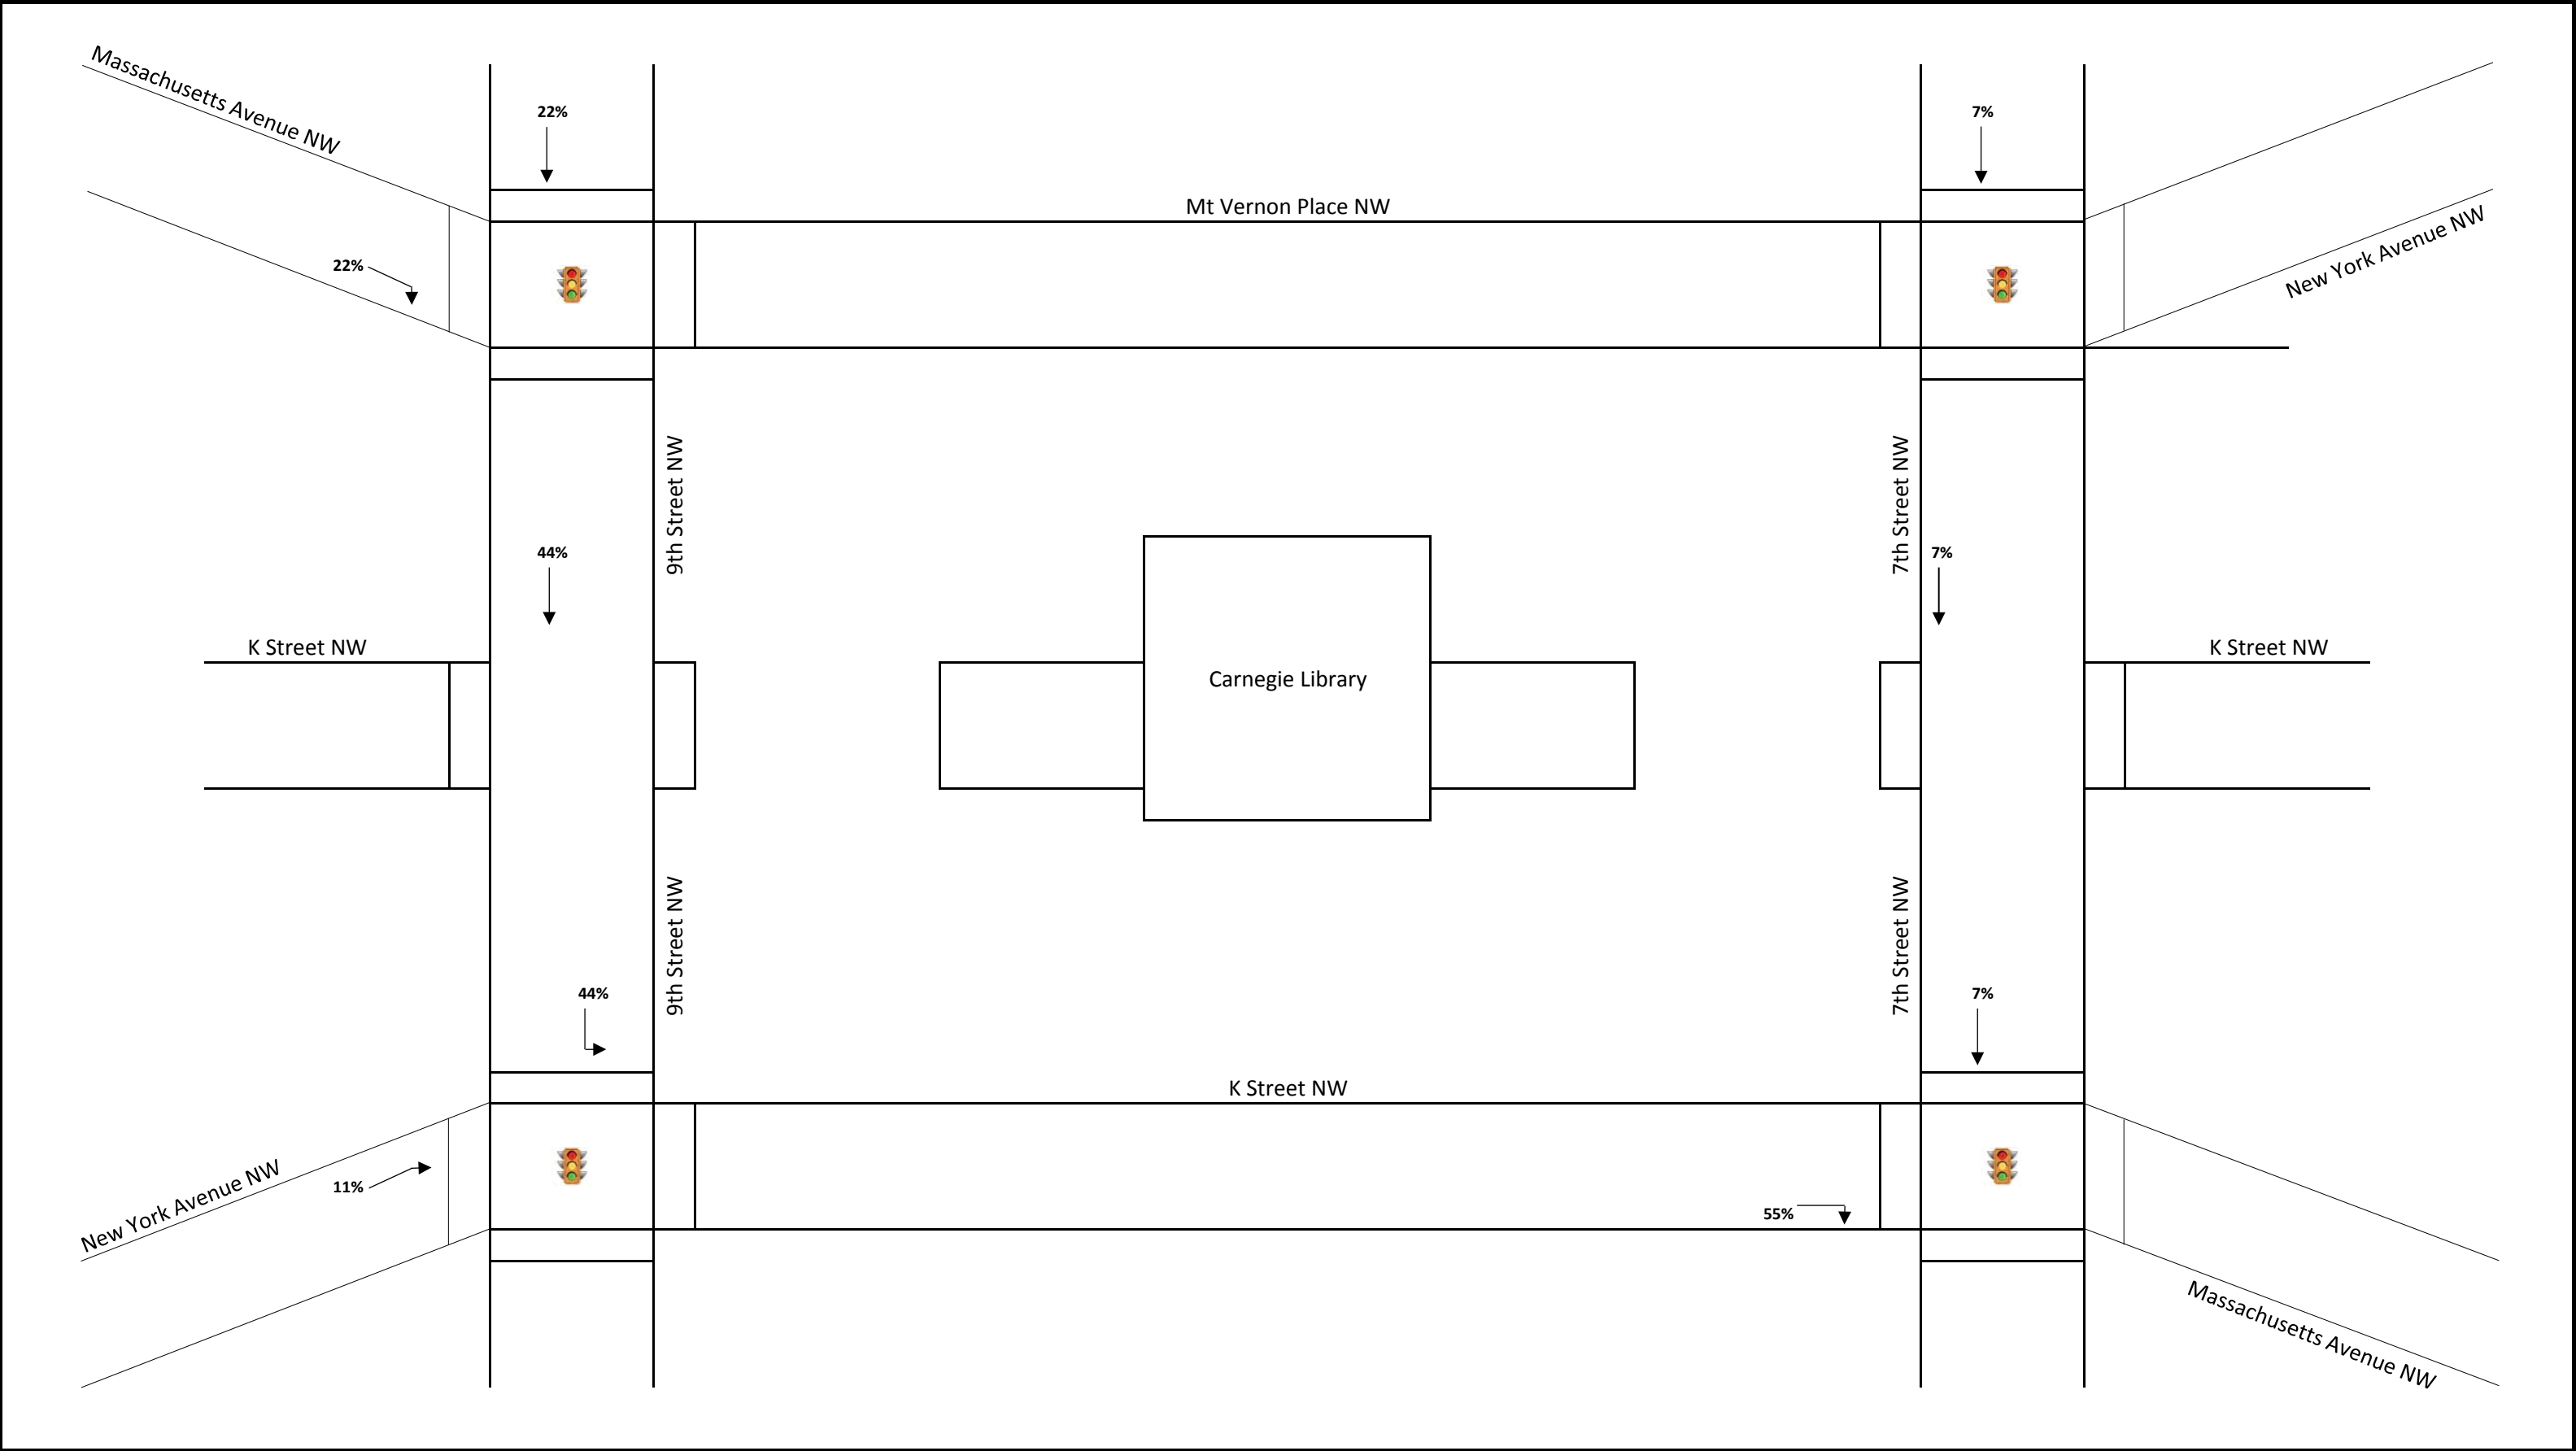 Massachusetts Avenue NW
22%
7%
Mt Vernon Place NW
22%
New York Avenue NW
9th Street NW
7th Street NW
44%
7%
K Street NW
K Street NW
Carnegie Library
9th Street NW
7th Street NW
44%
7%
K Street NW
New York Avenue NW
11%
55%
Massachusetts Avenue NW